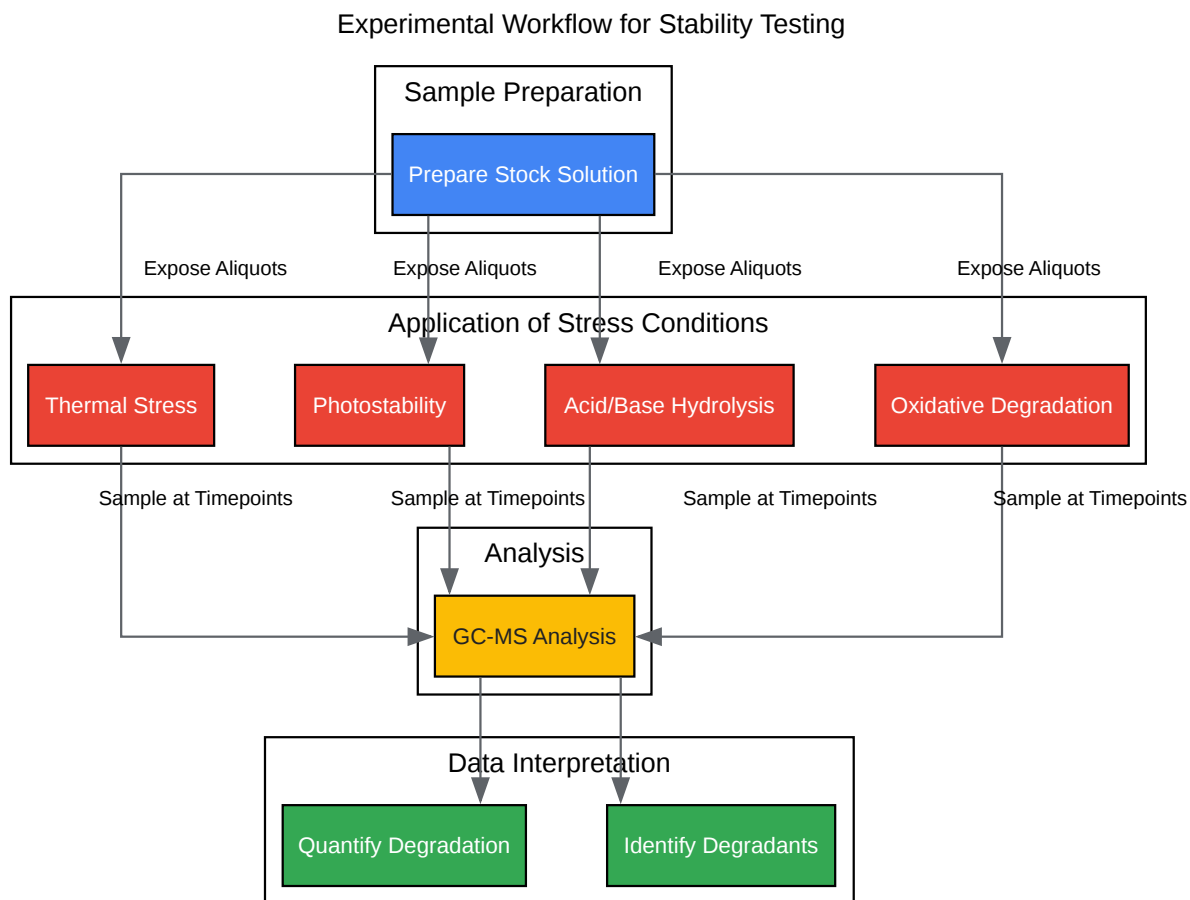 Experimental Workflow for Stability Testing
Sample Preparation
Prepare Stock Solution
Expose Aliquots
Expose Aliquots
Expose Aliquots
Expose Aliquots
Application of Stress Conditions
Thermal Stress
Photostability
Acid/Base Hydrolysis
Oxidative Degradation
Sample at Timepoints
Sample at Timepoints
Sample at Timepoints
Sample at Timepoints
Analysis
GC-MS Analysis
Data Interpretation
Quantify Degradation
Identify Degradants